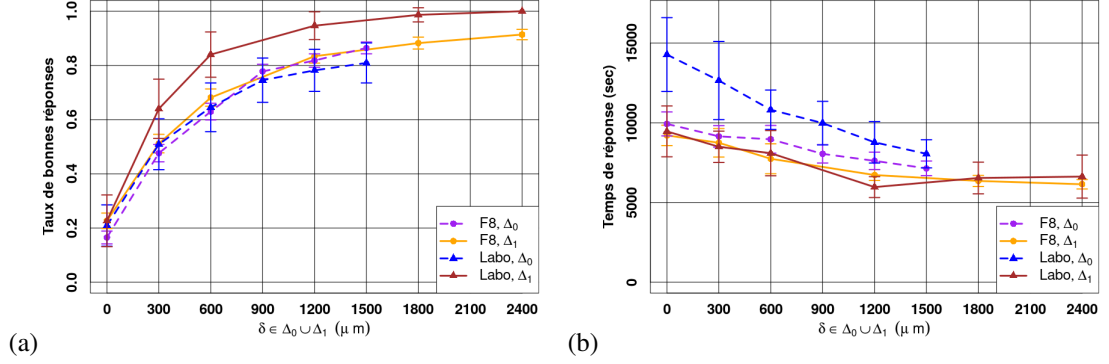 Taux de bonnes réponses
1.0
0.8
0.6
0.4
0.2
0.0
0 300 600 900 1200 1500 1800 2100 2400
δ ∈ Δ₀ ∪ Δ₁ (μ m)
F8, Δ₀
F8, Δ₁
Labo, Δ₀
Labo, Δ₁
(a)
Temps de réponse (sec)
15000
10000
5000
0
0 300 600 900 1200 1500 1800 2100 2400
δ ∈ Δ₀ ∪ Δ₁ (μ m)
F8, Δ₀
F8, Δ₁
Labo, Δ₀
Labo, Δ₁
(b)